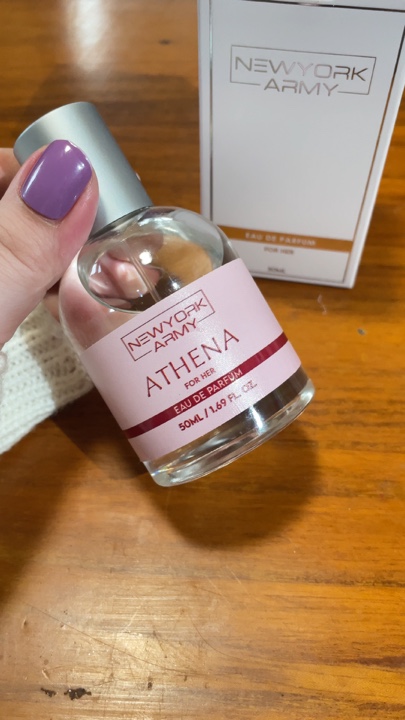 NEWYORK
ARMY
EAU DE PARFUM
FOR HER
50ML
NEWYORK
ARMY
ATHENA
FOR HER
EAU DE PARFUM
50ML / 1.69 FL OZ.